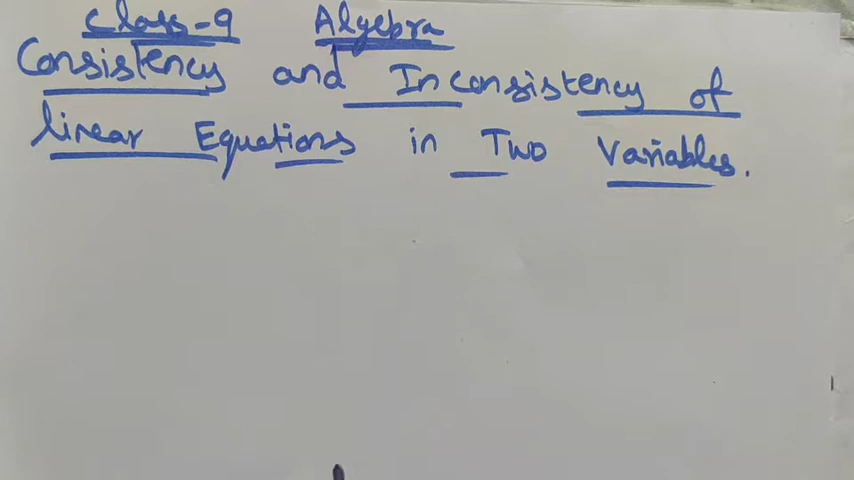 Class-9 Algebra
Consistency and Inconsistency of
linear Equations in Two Variables.